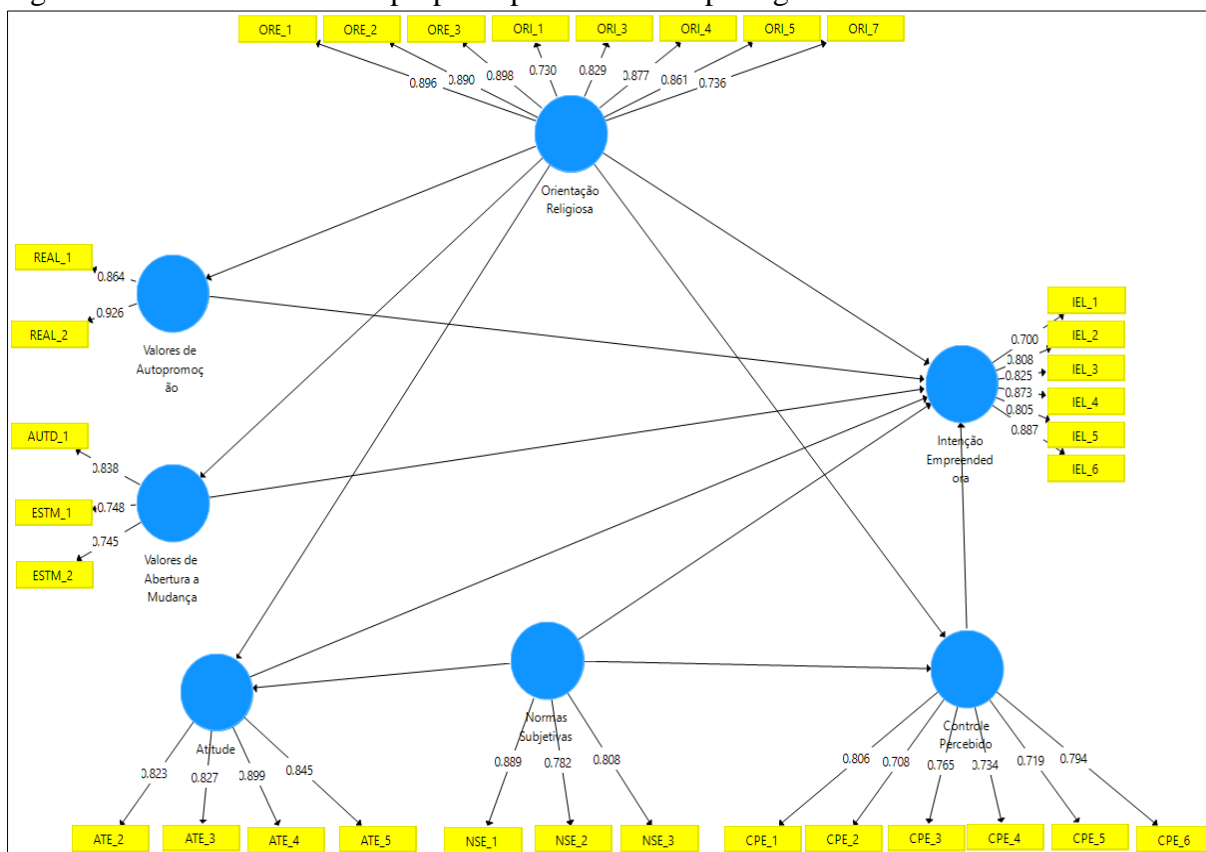 ORE_1
ORE_2
ORE_3
ORI_1
ORI_3
ORI_4
ORI_5
ORI_7
0.896
0.890
0.898
0.730
0.829
0.877
0.861
0.736
Orientação
Religiosa
REAL_1
0.864
0.926
REAL_2
Valores de
Autopromoç
ão
IEL_1
IEL_2
IEL_3
IEL_4
IEL_5
IEL_6
0.700
0.808
0.825
0.873
0.805
0.887
Intenção
Empreended
ora
AUTD_1
0.838
ESTM_1
0.748
0.745
ESTM_2
Valores de
Abertura a
Mudança
Atitude
0.823
0.827
0.899
0.845
ATE_2
ATE_3
ATE_4
ATE_5
Normas
Subjetivas
0.889
0.782
0.808
NSE_1
NSE_2
NSE_3
Controle
Percebido
0.806
0.708
0.765
0.734
0.719
0.794
CPE_1
CPE_2
CPE_3
CPE_4
CPE_5
CPE_6